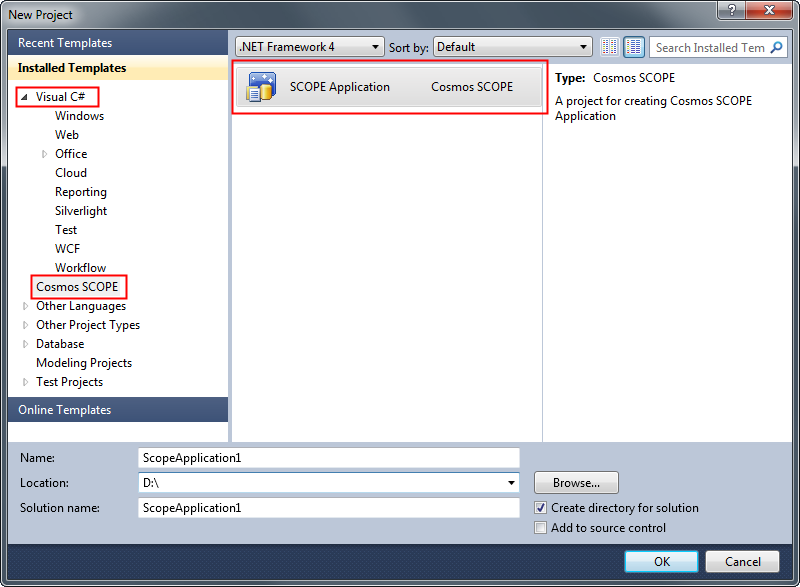 New Project
?
Recent Templates
Installed Templates
Visual C#
Windows
Web
Office
Cloud
Reporting
Silverlight
Test
WCF
Workflow
Cosmos SCOPE
Other Languages
Other Project Types
Database
Modeling Projects
Test Projects
Online Templates
.NET Framework 4 Sort by: Default Search Installed Tem
SCOPE Application Cosmos SCOPE
Type: Cosmos SCOPE
A project for creating Cosmos SCOPE
Application
Name: ScopeApplication1
Location: D:\ Browse...
Solution name: ScopeApplication1 Create directory for solution
Add to source control
OK Cancel